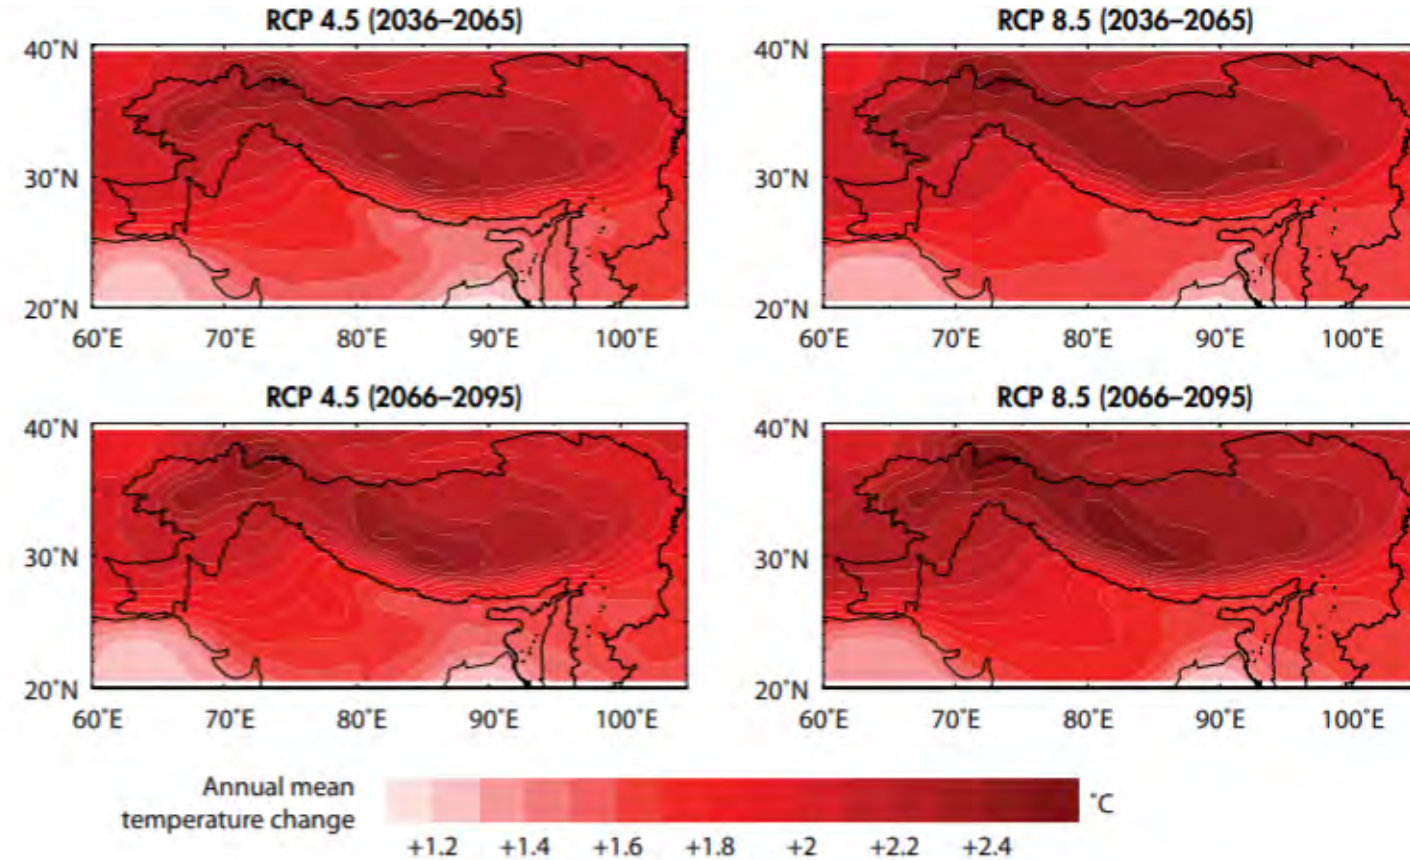 RCP 4.5 (2036–2065)
RCP 8.5 (2036–2065)
40˚N
30˚N
20˚N
60˚E 70˚E 80˚E 90˚E 100˚E
40˚N
30˚N
20˚N
60˚E 70˚E 80˚E 90˚E 100˚E
RCP 4.5 (2066–2095)
RCP 8.5 (2066–2095)
40˚N
30˚N
20˚N
60˚E 70˚E 80˚E 90˚E 100˚E
40˚N
30˚N
20˚N
60˚E 70˚E 80˚E 90˚E 100˚E
Annual mean
temperature change
˚C
+1.2 +1.4 +1.6 +1.8 +2 +2.2 +2.4